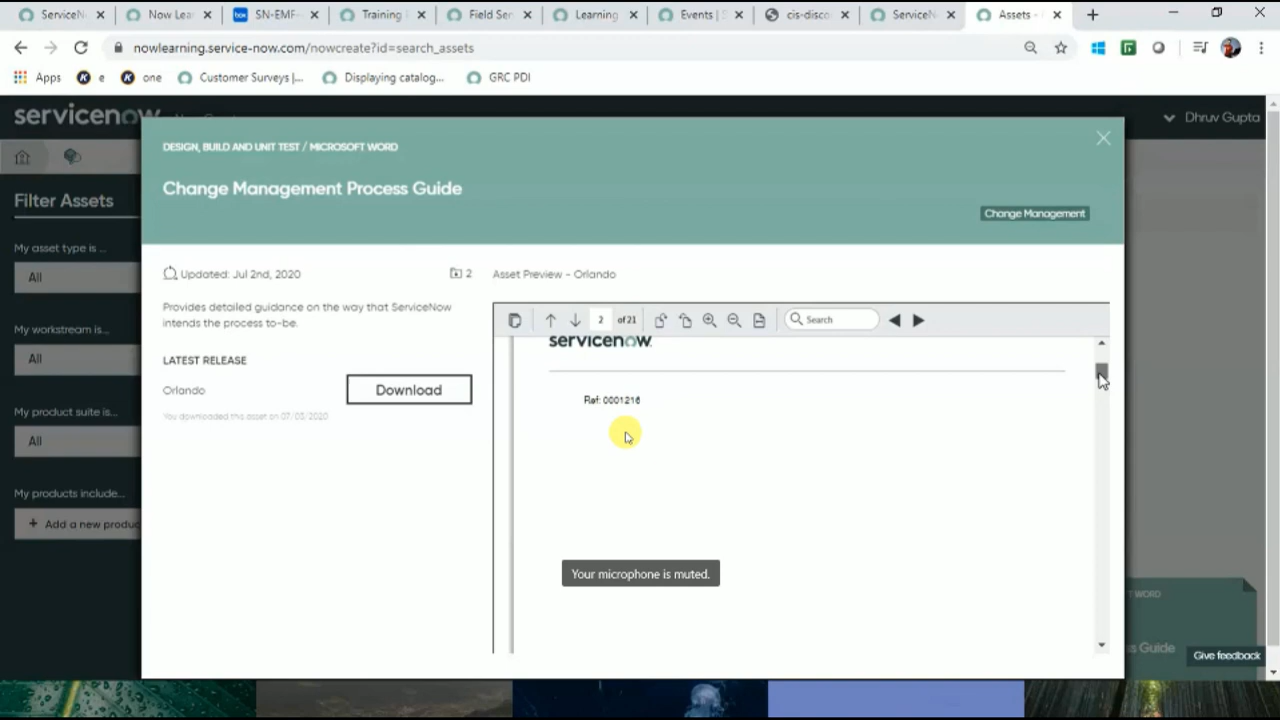 ServiceN
Now Lea
box SN-EMF-
Training
Field Ser
Learning
Events | S
cis-disco
ServiceN
Assets -
nowlearning.service-now.com/nowcreate?id=search_assets
Apps
e
one
Customer Surveys |...
Displaying catalog...
GRC PDI
servicenow
Dhruv Gupta
DESIGN, BUILD AND UNIT TEST / MICROSOFT WORD
Change Management Process Guide
Change Management
Filter Assets
My asset type is ...
All
My workstream is...
All
My product suite is...
All
My products include...
+ Add a new produc
Updated: Jul 2nd, 2020
2
Provides detailed guidance on the way that ServiceNow
intends the process to-be.
LATEST RELEASE
Orlando
Download
You downloaded this asset on 07/03/2020
Asset Preview - Orlando
2 of 21
Search
servicenow.
Ref: 0001216
Your microphone is muted.
T WORD
s Guide
Give feedback